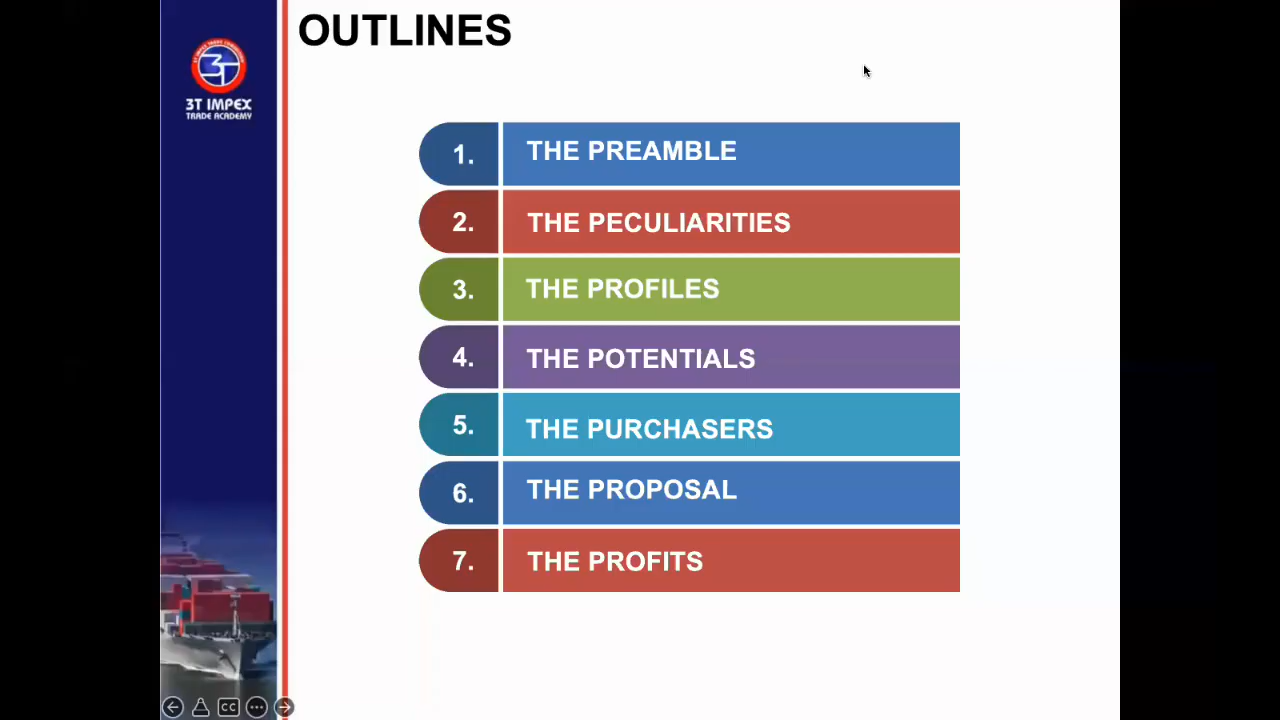 OUTLINES
3T
3T IMPEX
TRADE ACADEMY
1. THE PREAMBLE
2. THE PECULIARITIES
3. THE PROFILES
4. THE POTENTIALS
5. THE PURCHASERS
6. THE PROPOSAL
7. THE PROFITS
CC